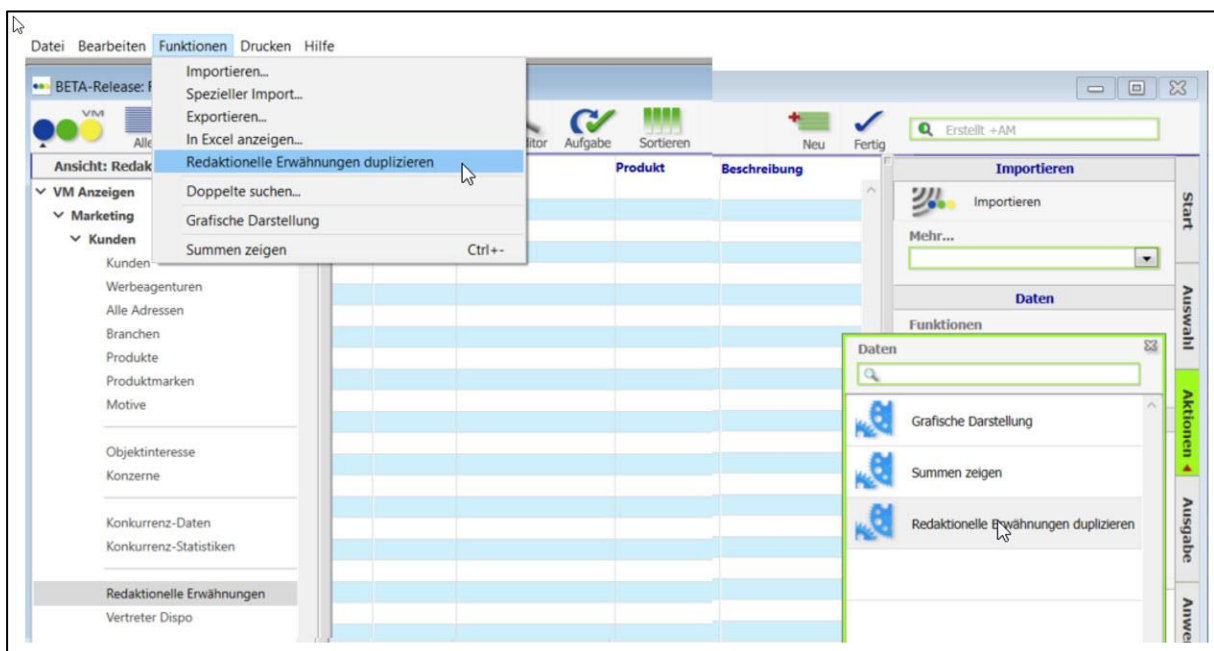 Datei Bearbeiten Funktionen Drucken Hilfe
Importieren...
Spezieller Import...
Exportieren...
In Excel anzeigen...
Redaktionelle Erwähnungen duplizieren
Doppelte suchen...
Grafische Darstellung
Summen zeigen Ctrl+-
BETA-Release: F
VM
Alle
itor Aufgabe Sortieren Neu Fertig
Erstellt +AM
Ansicht: Redak
Produkt Beschreibung
VM Anzeigen
Marketing
Kunden
Kunden
Werbeagenturen
Alle Adressen
Branchen
Produkte
Produktmarken
Motive
Objektinteresse
Konzerne
Konkurrenz-Daten
Konkurrenz-Statistiken
Redaktionelle Erwähnungen
Vertreter Dispo
Importieren
Importieren
Mehr...
Daten
Funktionen
Daten
Grafische Darstellung
Summen zeigen
Redaktionelle Erwähnungen duplizieren
Start
Auswahl
Aktionen
Ausgabe
Anwe